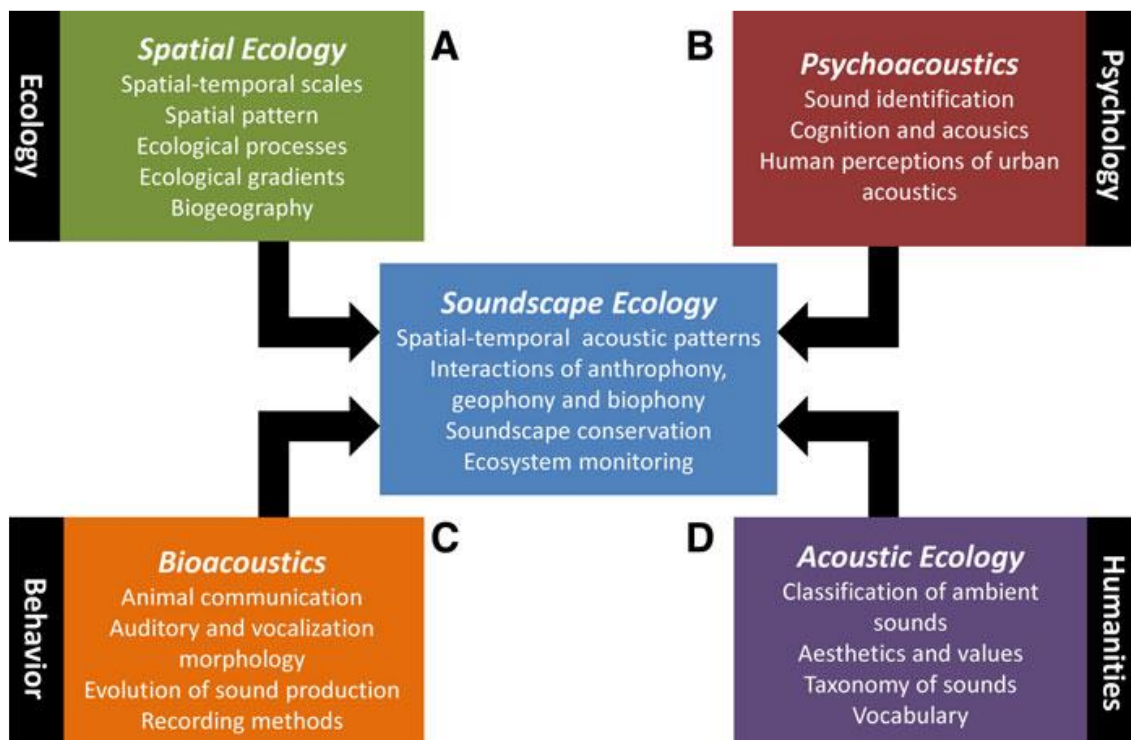 Ecology
Spatial Ecology
Spatial-temporal scales
Spatial pattern
Ecological processes
Ecological gradients
Biogeography
A
B
Psychoacoustics
Sound identification
Cognition and acousics
Human perceptions of urban
acoustics
Psychology
Soundscape Ecology
Spatial-temporal acoustic patterns
Interactions of anthrophony,
geophony and biophony
Soundscape conservation
Ecosystem monitoring
Behavior
Bioacoustics
Animal communication
Auditory and vocalization
morphology
Evolution of sound production
Recording methods
C
D
Acoustic Ecology
Classification of ambient
sounds
Aesthetics and values
Taxonomy of sounds
Vocabulary
Humanities